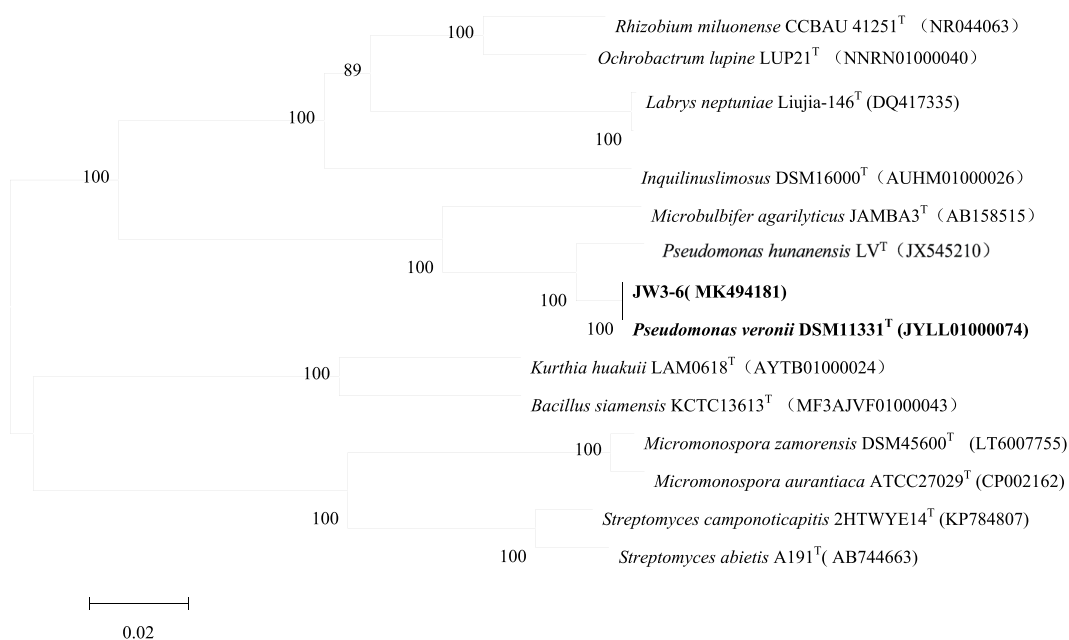 100 Rhizobium miluonense CCBAU 41251T （NR044063）
Ochrobactrum lupine LUP21T （NNRN01000040）
89
Labrys neptuniae Liujia-146T (DQ417335)
100
100
Inquilinuslimosus DSM16000T（AUHM01000026）
100
Microbulbifer agarilyticus JAMBA3T（AB158515）
Pseudomonas hunanensis LVT（JX545210）
100
JW3-6( MK494181)
100
100 Pseudomonas veronii DSM11331T (JYLL01000074)
Kurthia huakuii LAM0618T（AYTB01000024）
100
Bacillus siamensis KCTC13613T （MF3AJVF01000043）
100 Micromonospora zamorensis DSM45600T (LT6007755)
Micromonospora aurantiaca ATCC27029T (CP002162)
100 Streptomyces camponoticapitis 2HTWYE14T (KP784807)
100 Streptomyces abietis A191T( AB744663)
0.02